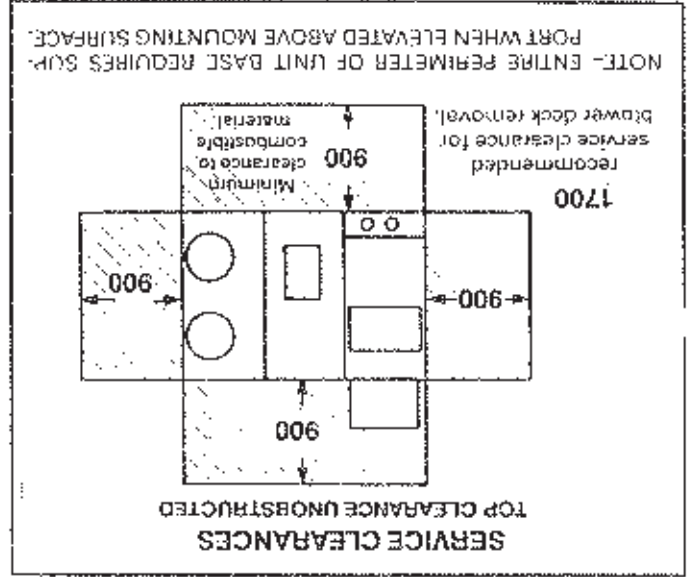 SERVICE CLEARANCES
TOP CLEARANCE UNOBSTRUCTED
900
900
900
1700
recommended
service clearance for
blower deck removal.
900
Minimum
clearance to
combustible
material
NOTE- ENTIRE PERIMETER OF UNIT BASE REQUIRES SUP-
PORT WHEN ELEVATED ABOVE MOUNTING SURFACE.